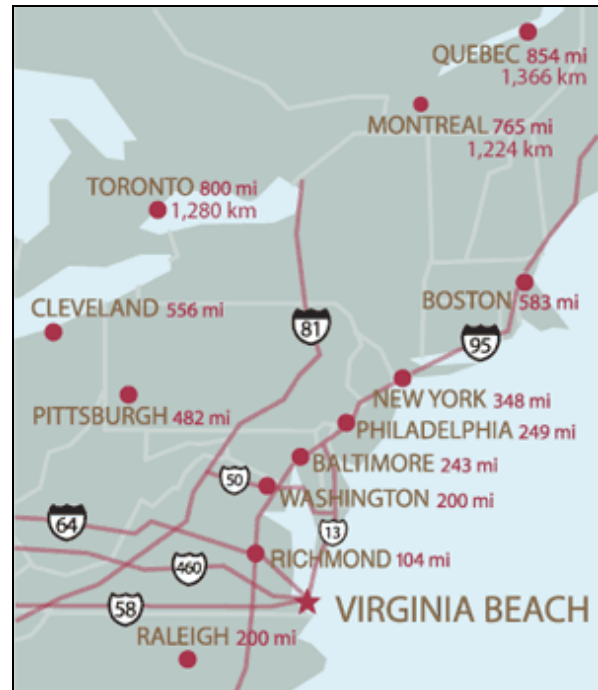 QUEBEC 854 mi
1,366 km
MONTREAL 765 mi
1,224 km
TORONTO 800 mi
1,280 km
CLEVELAND 556 mi
81
BOSTON 583 mi
95
PITTSBURGH 482 mi
NEW YORK 348 mi
PHILADELPHIA 249 mi
BALTIMORE 243 mi
50
WASHINGTON 200 mi
64
13
RICHMOND 104 mi
460
58
VIRGINIA BEACH
RALEIGH 200 mi